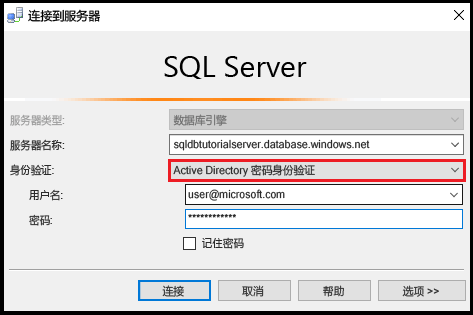 连接到服务器
SQL Server
服务器类型:
数据库引擎
服务器名称:
sqldbtutorialserver.database.windows.net
身份验证:
Active Directory 密码身份验证
用户名:
user@microsoft.com
密码:
************
记住密码
连接
取消
帮助
选项 >>